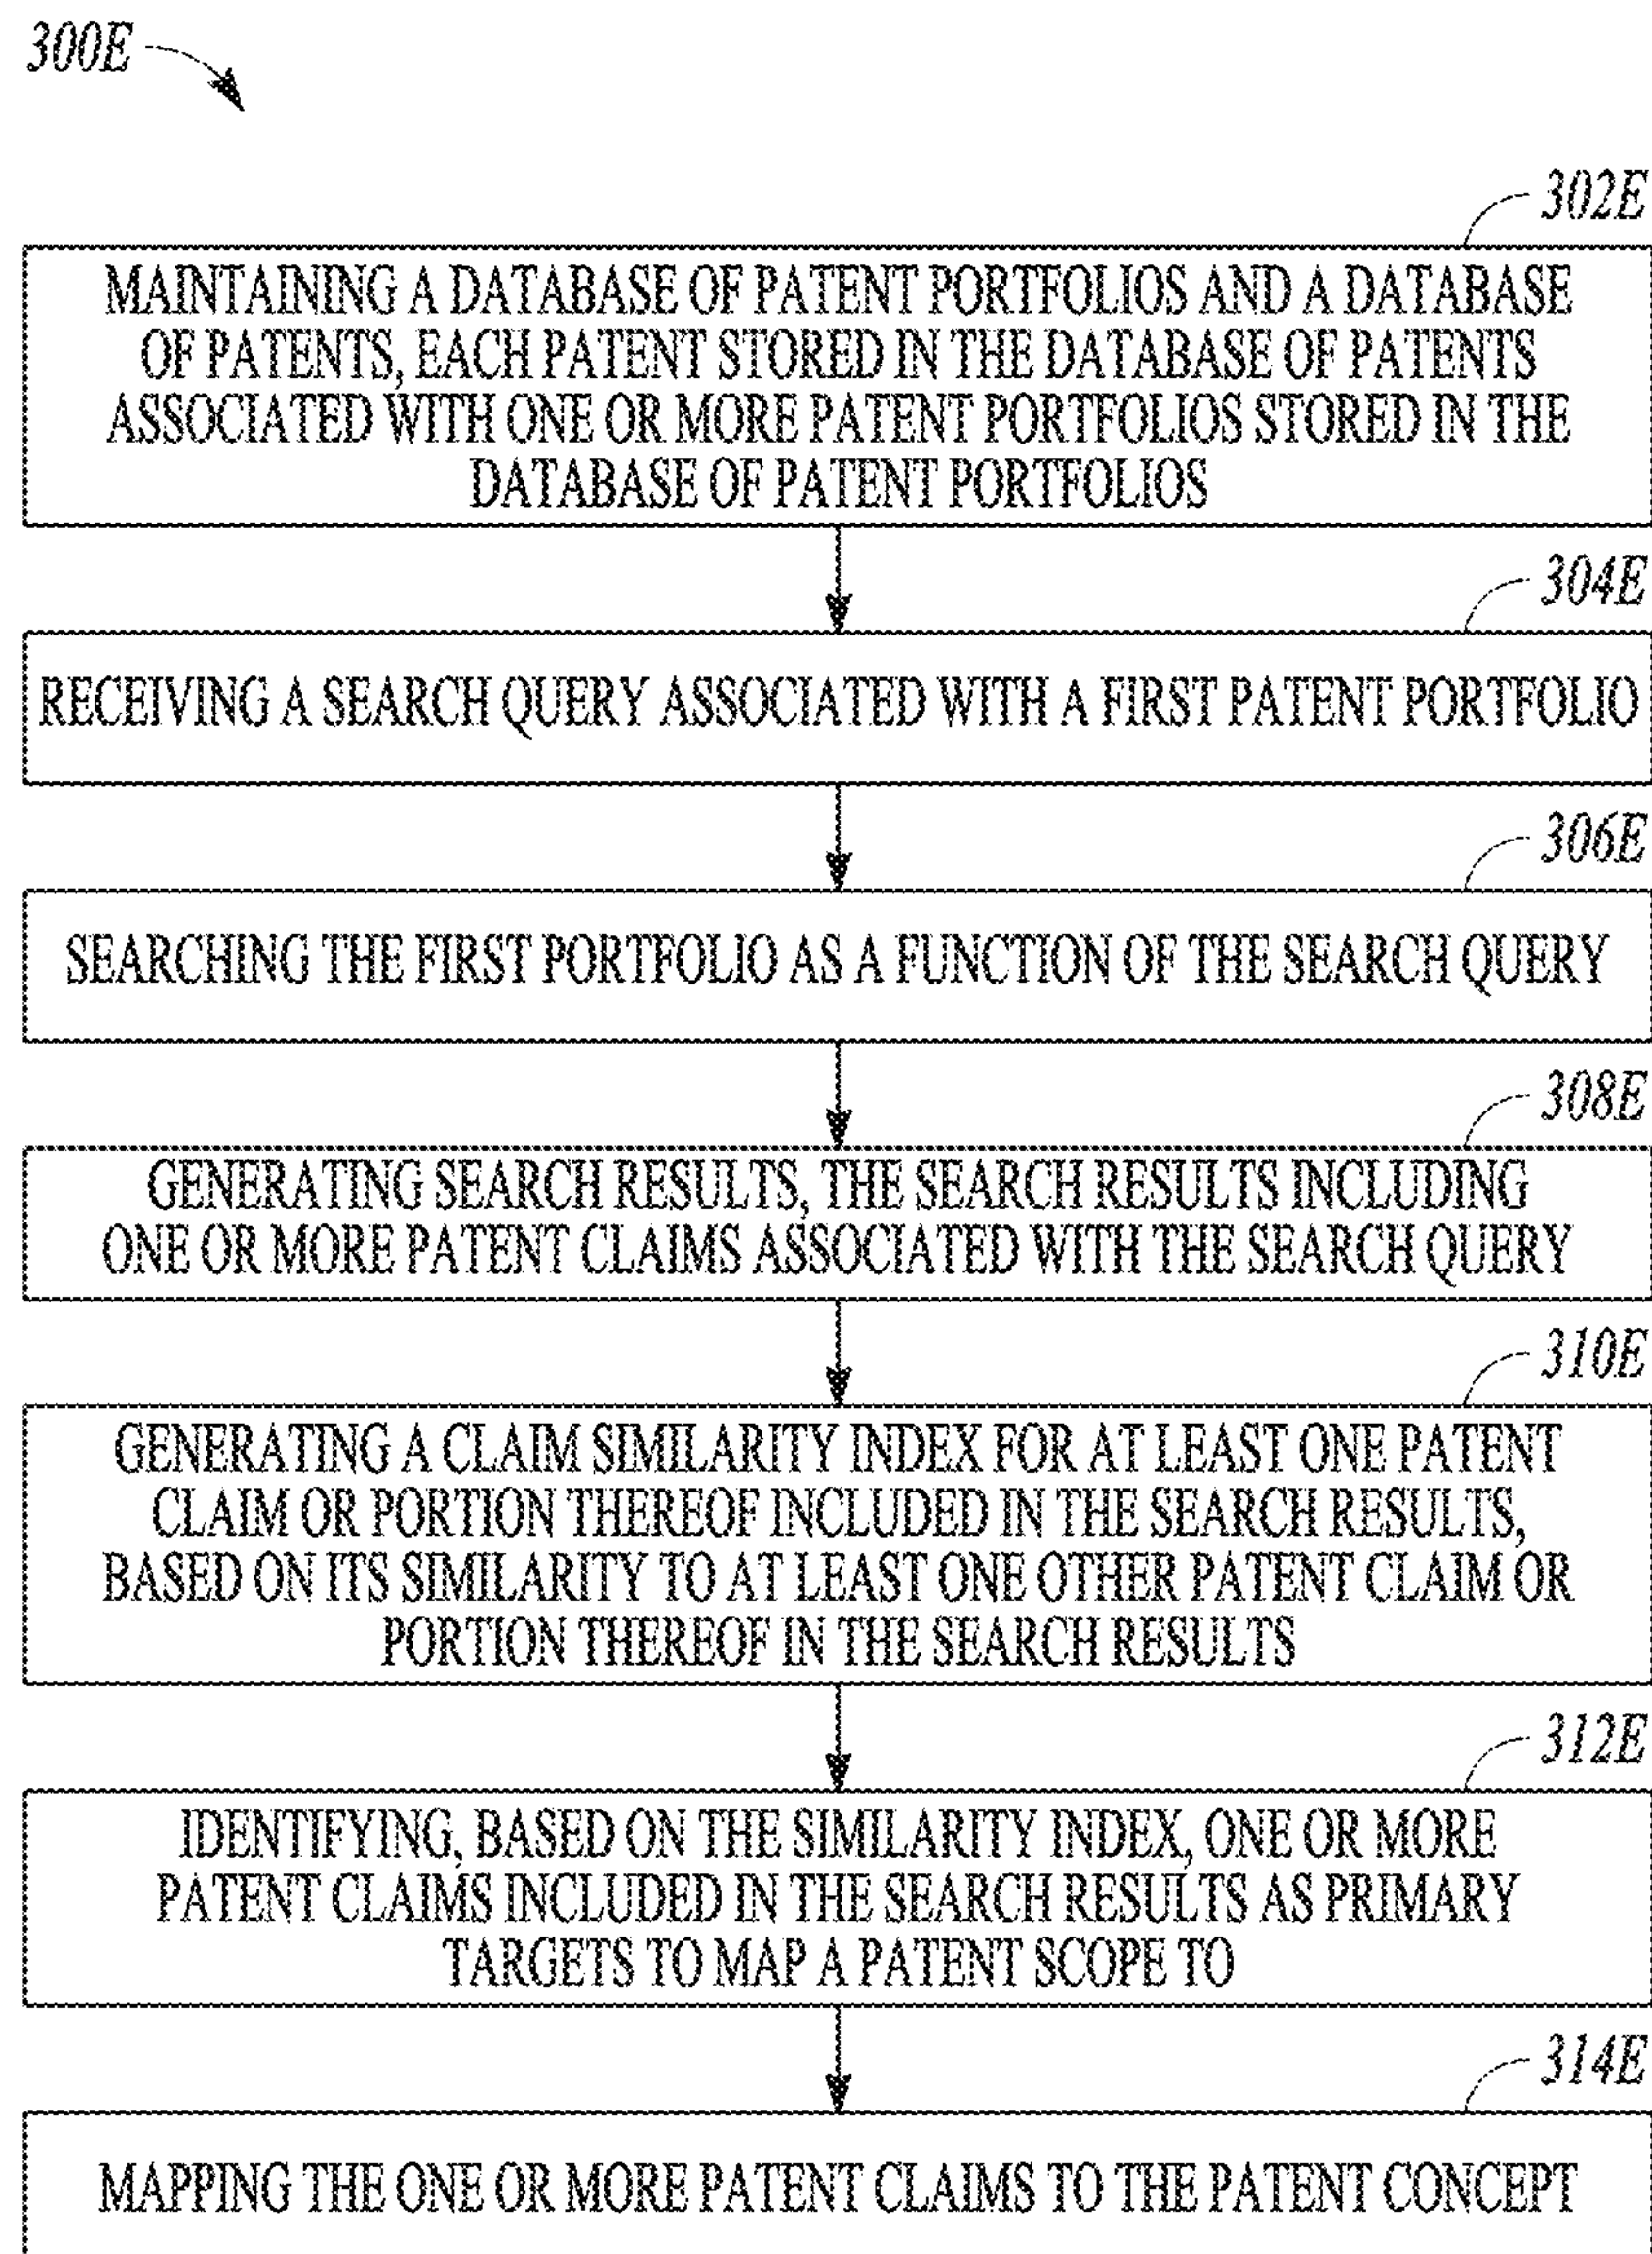 300E
302E
MAINTAINING A DATABASE OF PATENT PORTFOLIOS AND A DATABASE
OF PATENTS, EACH PATENT STORED IN THE DATABASE OF PATENTS
ASSOCIATED WITH ONE OR MORE PATENT PORTFOLIOS STORED IN THE
DATABASE OF PATENT PORTFOLIOS
304E
RECEIVING A SEARCH QUERY ASSOCIATED WITH A FIRST PATENT PORTFOLIO
306E
SEARCHING THE FIRST PORTFOLIO AS A FUNCTION OF THE SEARCH QUERY
308E
GENERATING SEARCH RESULTS, THE SEARCH RESULTS INCLUDING
ONE OR MORE PATENT CLAIMS ASSOCIATED WITH THE SEARCH QUERY
310E
GENERATING A CLAIM SIMILARITY INDEX FOR AT LEAST ONE PATENT
CLAIM OR PORTION THEREOF INCLUDED IN THE SEARCH RESULTS,
BASED ON ITS SIMILARITY TO AT LEAST ONE OTHER PATENT CLAIM OR
PORTION THEREOF IN THE SEARCH RESULTS
312E
IDENTIFYING, BASED ON THE SIMILARITY INDEX, ONE OR MORE
PATENT CLAIMS INCLUDED IN THE SEARCH RESULTS AS PRIMARY
TARGETS TO MAP A PATENT SCOPE TO
314E
MAPPING THE ONE OR MORE PATENT CLAIMS TO THE PATENT CONCEPT